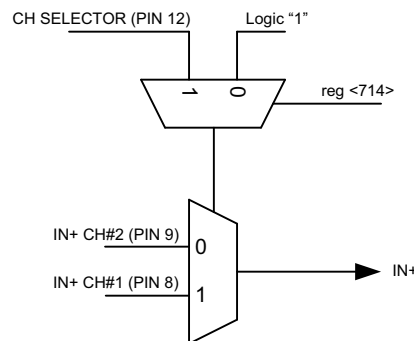 CH SELECTOR (PIN 12)
Logic “1”
1
0
reg <714>
IN+ CH#2 (PIN 9)
0
IN+ CH#1 (PIN 8)
1
IN+